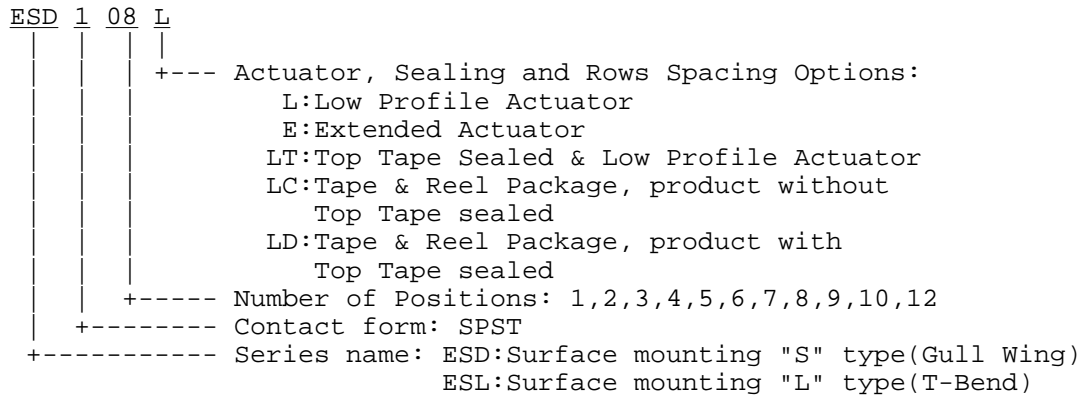 ESD 1 08 L
| | | |
| | | +--- Actuator, Sealing and Rows Spacing Options:
| | | L:Low Profile Actuator
| | | E:Extended Actuator
| | | LT:Top Tape Sealed & Low Profile Actuator
| | | LC:Tape & Reel Package, product without
| | | Top Tape sealed
| | | LD:Tape & Reel Package, product with
| | | Top Tape sealed
| | +----- Number of Positions: 1,2,3,4,5,6,7,8,9,10,12
| +-------- Contact form: SPST
+----------- Series name: ESD:Surface mounting "S" type(Gull Wing)
ESL:Surface mounting "L" type(T-Bend)